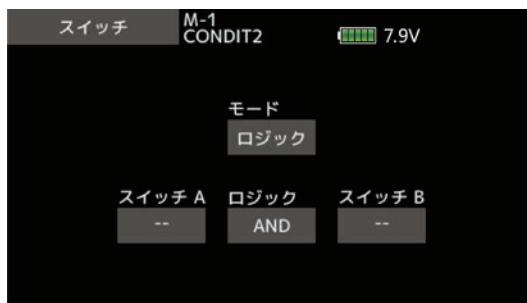 スイッチ
M-1
CONDIT2
7.9V
モード
ロジック
スイッチ A ロジック スイッチ B
-- AND --